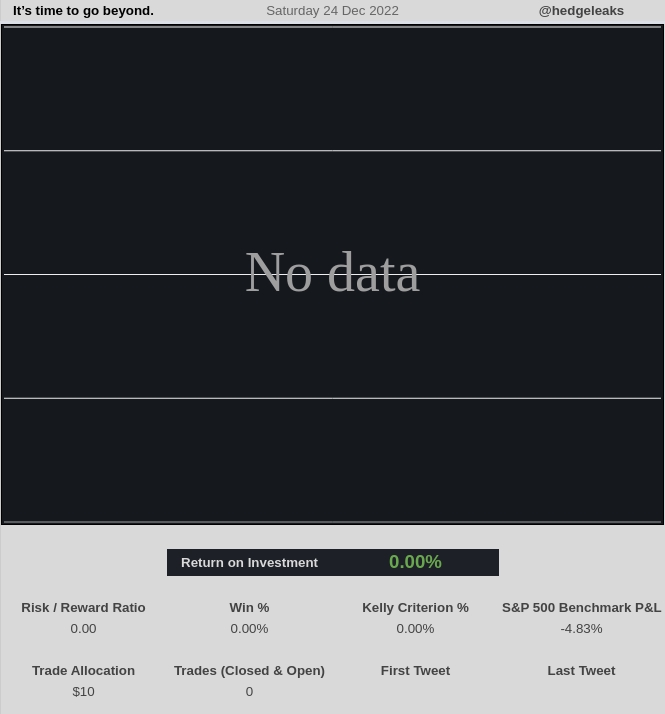 It's time to go beyond. Saturday 24 Dec 2022 @hedgeleaks
No data
Return on Investment 0.00%
Risk / Reward Ratio Win % Kelly Criterion % S&P 500 Benchmark P&L
0.00 0.00% 0.00% -4.83%
Trade Allocation Trades (Closed & Open) First Tweet Last Tweet
$10 0